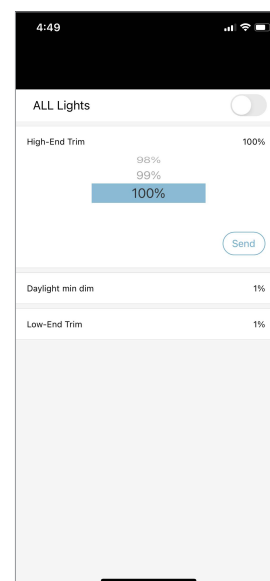 4:49
ALL Lights
High-End Trim 100%
98%
99%
100%
Send
Daylight min dim 1%
Low-End Trim 1%